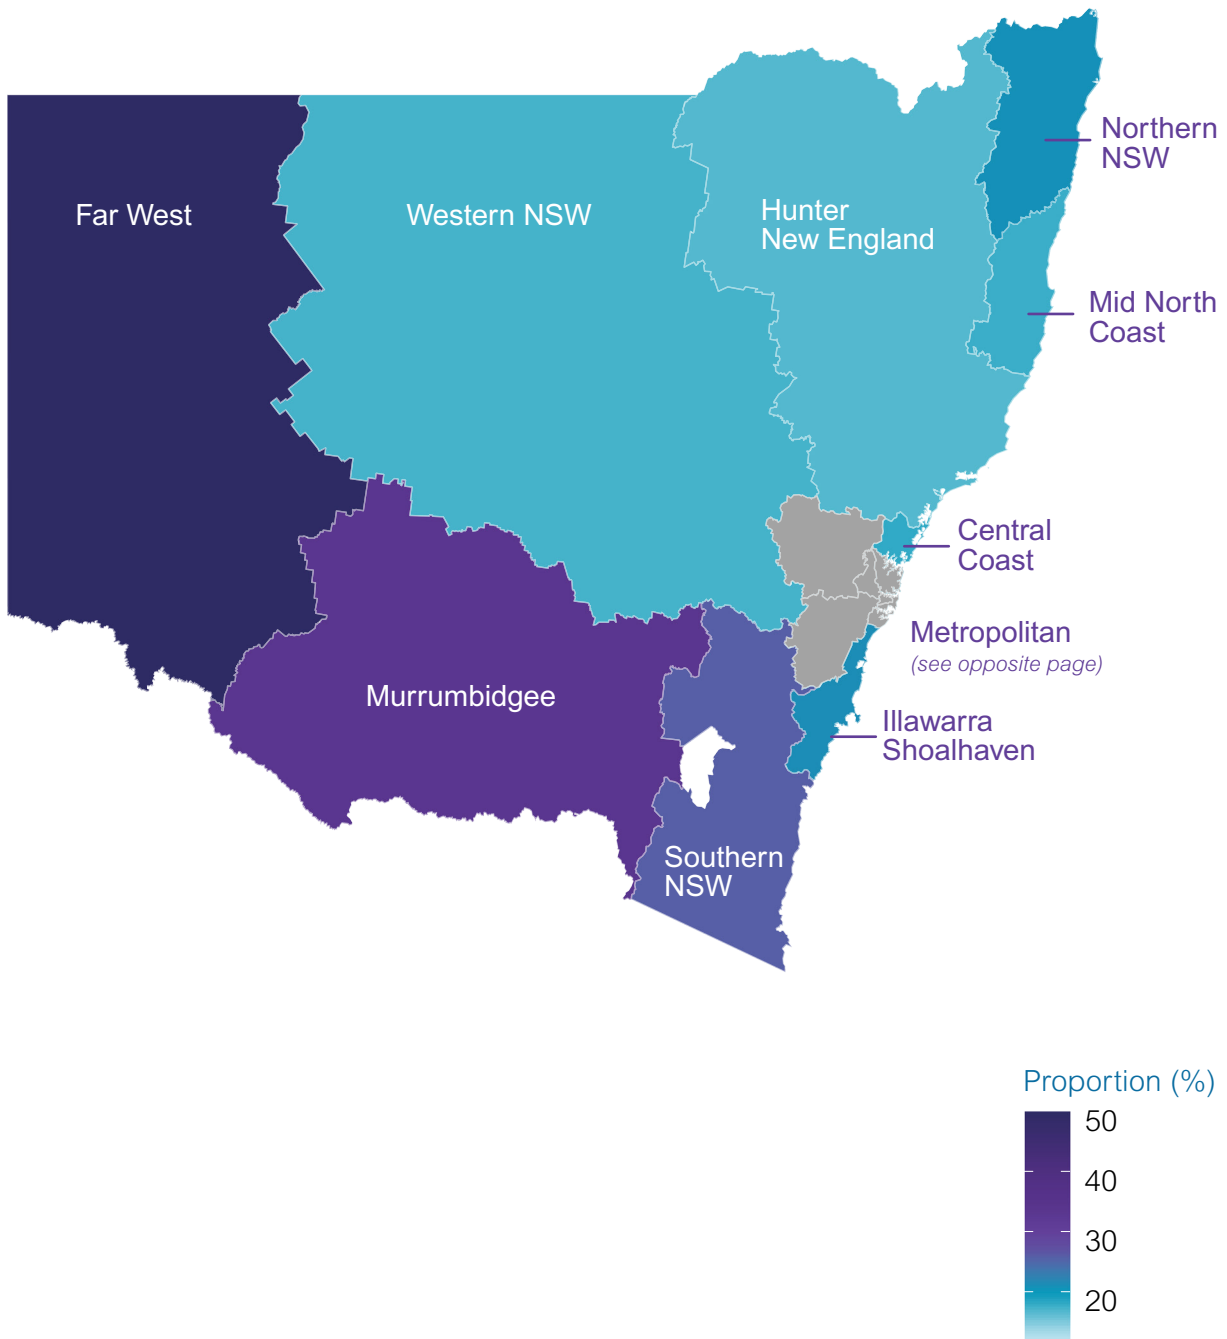 Northern
NSW
Far West
Western NSW
Hunter
New England
Mid North
Coast
Central
Coast
Metropolitan
(see opposite page)
Murrumbidgee
Illawarra
Shoalhaven
Southern
NSW
Proportion (%)
50
40
30
20